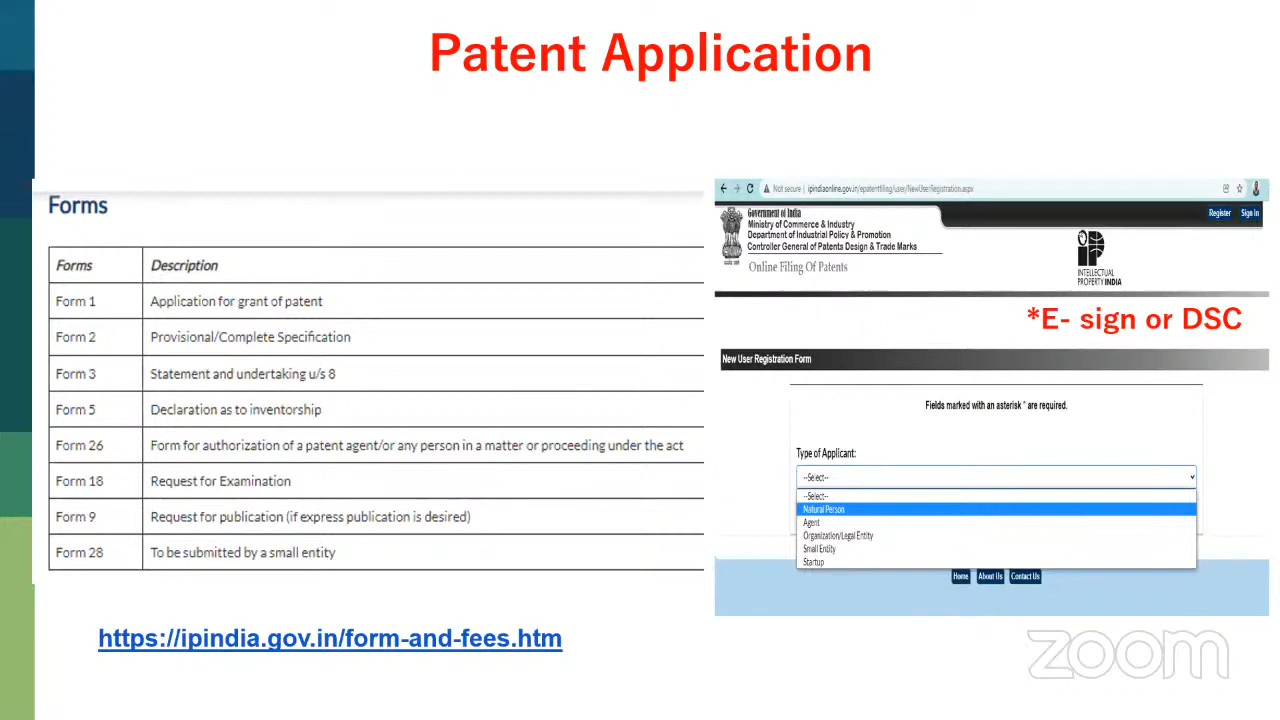 Patent Application
Forms
Forms Description
Form 1 Application for grant of patent
Form 2 Provisional/Complete Specification
Form 3 Statement and undertaking u/s 8
Form 5 Declaration as to inventorship
Form 26 Form for authorization of a patent agent/or any person in a matter or proceeding under the act
Form 18 Request for Examination
Form 9 Request for publication (if express publication is desired)
Form 28 To be submitted by a small entity
https://ipindia.gov.in/form-and-fees.htm
Not secure | ipindiaonline.gov.in/epatentfiling/user/NewUserRegistration.aspx
Government of India
Ministry of Commerce & Industry
Department of Industrial Policy & Promotion
Controller General of Patents Design & Trade Marks
Online Filing Of Patents
Register Sign In
INTELLECTUAL
PROPERTY INDIA
*E- sign or DSC
New User Registration Form
Fields marked with an asterisk * are required.
Type of Applicant:
--Select--
--Select--
Natural Person
Agent
Organization/Legal Entity
Small Entity
Startup
Home About Us Contact Us
zoom